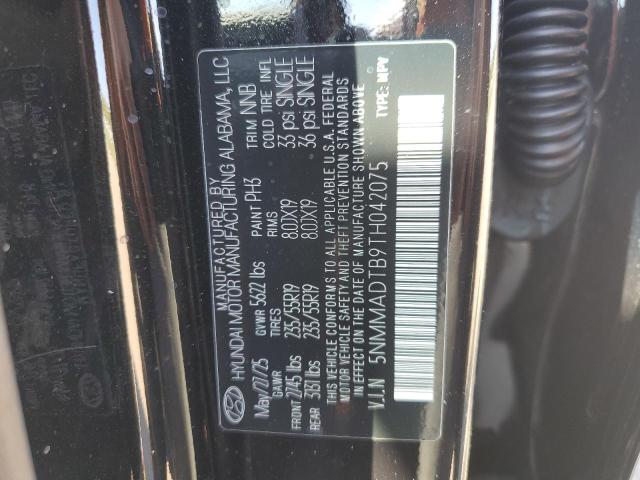 MANUFACTURED BY
HYUNDAI MOTOR MANUFACTURING ALABAMA, LLC
May/27/25 GVWR 5622 lbs PAINT PH3 TRIM NNB
GAWR TIRES RIMS COLD TIRE INFL
FRONT 2745 lbs 235/55R19 8.0JX19 33 psi SINGLE
REAR 3131 lbs 235/55R19 8.0JX19 36 psi SINGLE
THIS VEHICLE CONFORMS TO ALL APPLICABLE U.S.A. FEDERAL
MOTOR VEHICLE SAFETY AND THEFT PREVENTION STANDARDS
IN EFFECT ON THE DATE OF MANUFACTURE SHOWN ABOVE
V.I.N 5NMMADTB9TH042075 TYPE: MPV